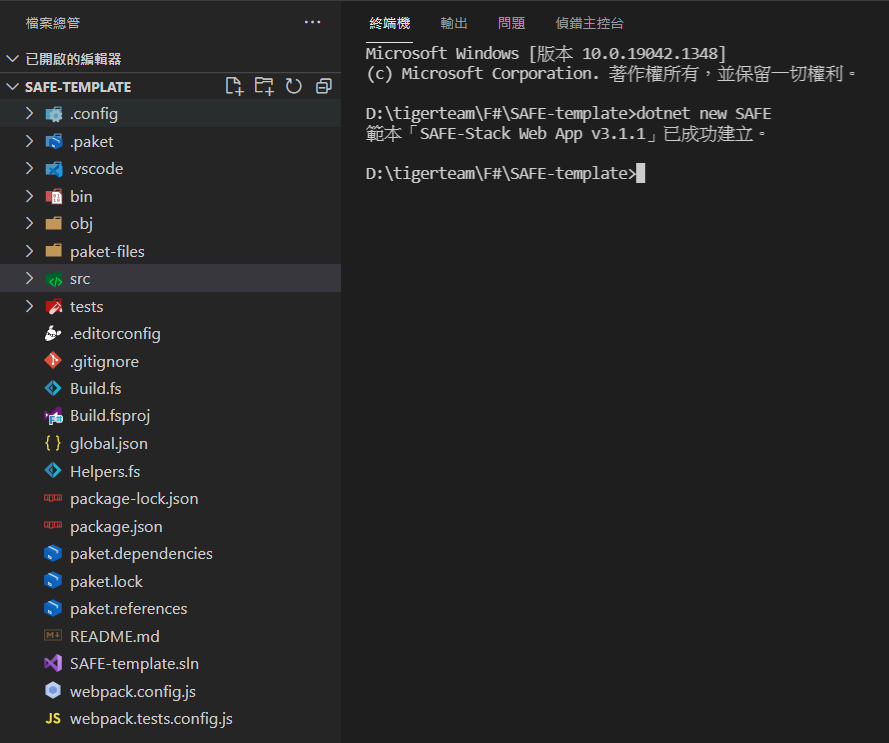 檔案總管
···
已開啟的編輯器
SAFE-TEMPLATE
.config
.paket
.vscode
bin
obj
paket-files
src
tests
.editorconfig
.gitignore
Build.fs
Build.fsproj
{ } global.json
Helpers.fs
package-lock.json
package.json
paket.dependencies
paket.lock
paket.references
README.md
SAFE-template.sln
webpack.config.js
JS webpack.tests.config.js
終端機 輸出 問題 偵錯主控台
Microsoft Windows [版本 10.0.19042.1348]
(c) Microsoft Corporation. 著作權所有，並保留一切權利。
D:\tigerteam\F#\SAFE-template>dotnet new SAFE
範本「SAFE-Stack Web App v3.1.1」已成功建立。
D:\tigerteam\F#\SAFE-template>